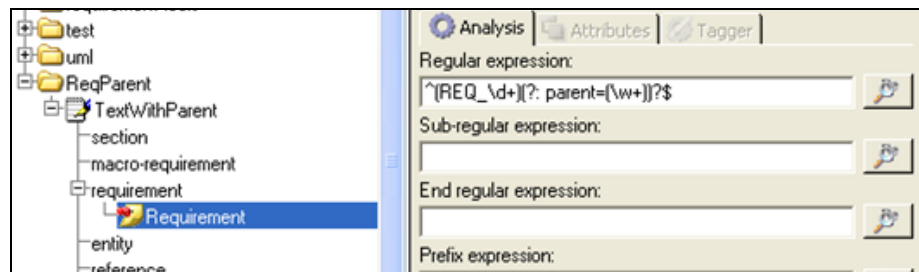 test
uml
ReqParent
TextWithParent
section
macro-requirement
requirement
Requirement
entity
reference
Analysis Attributes Tagger
Regular expression:
^(REQ_\d+)(?: parent=(\w+))?$
Sub-regular expression:
End regular expression:
Prefix expression: